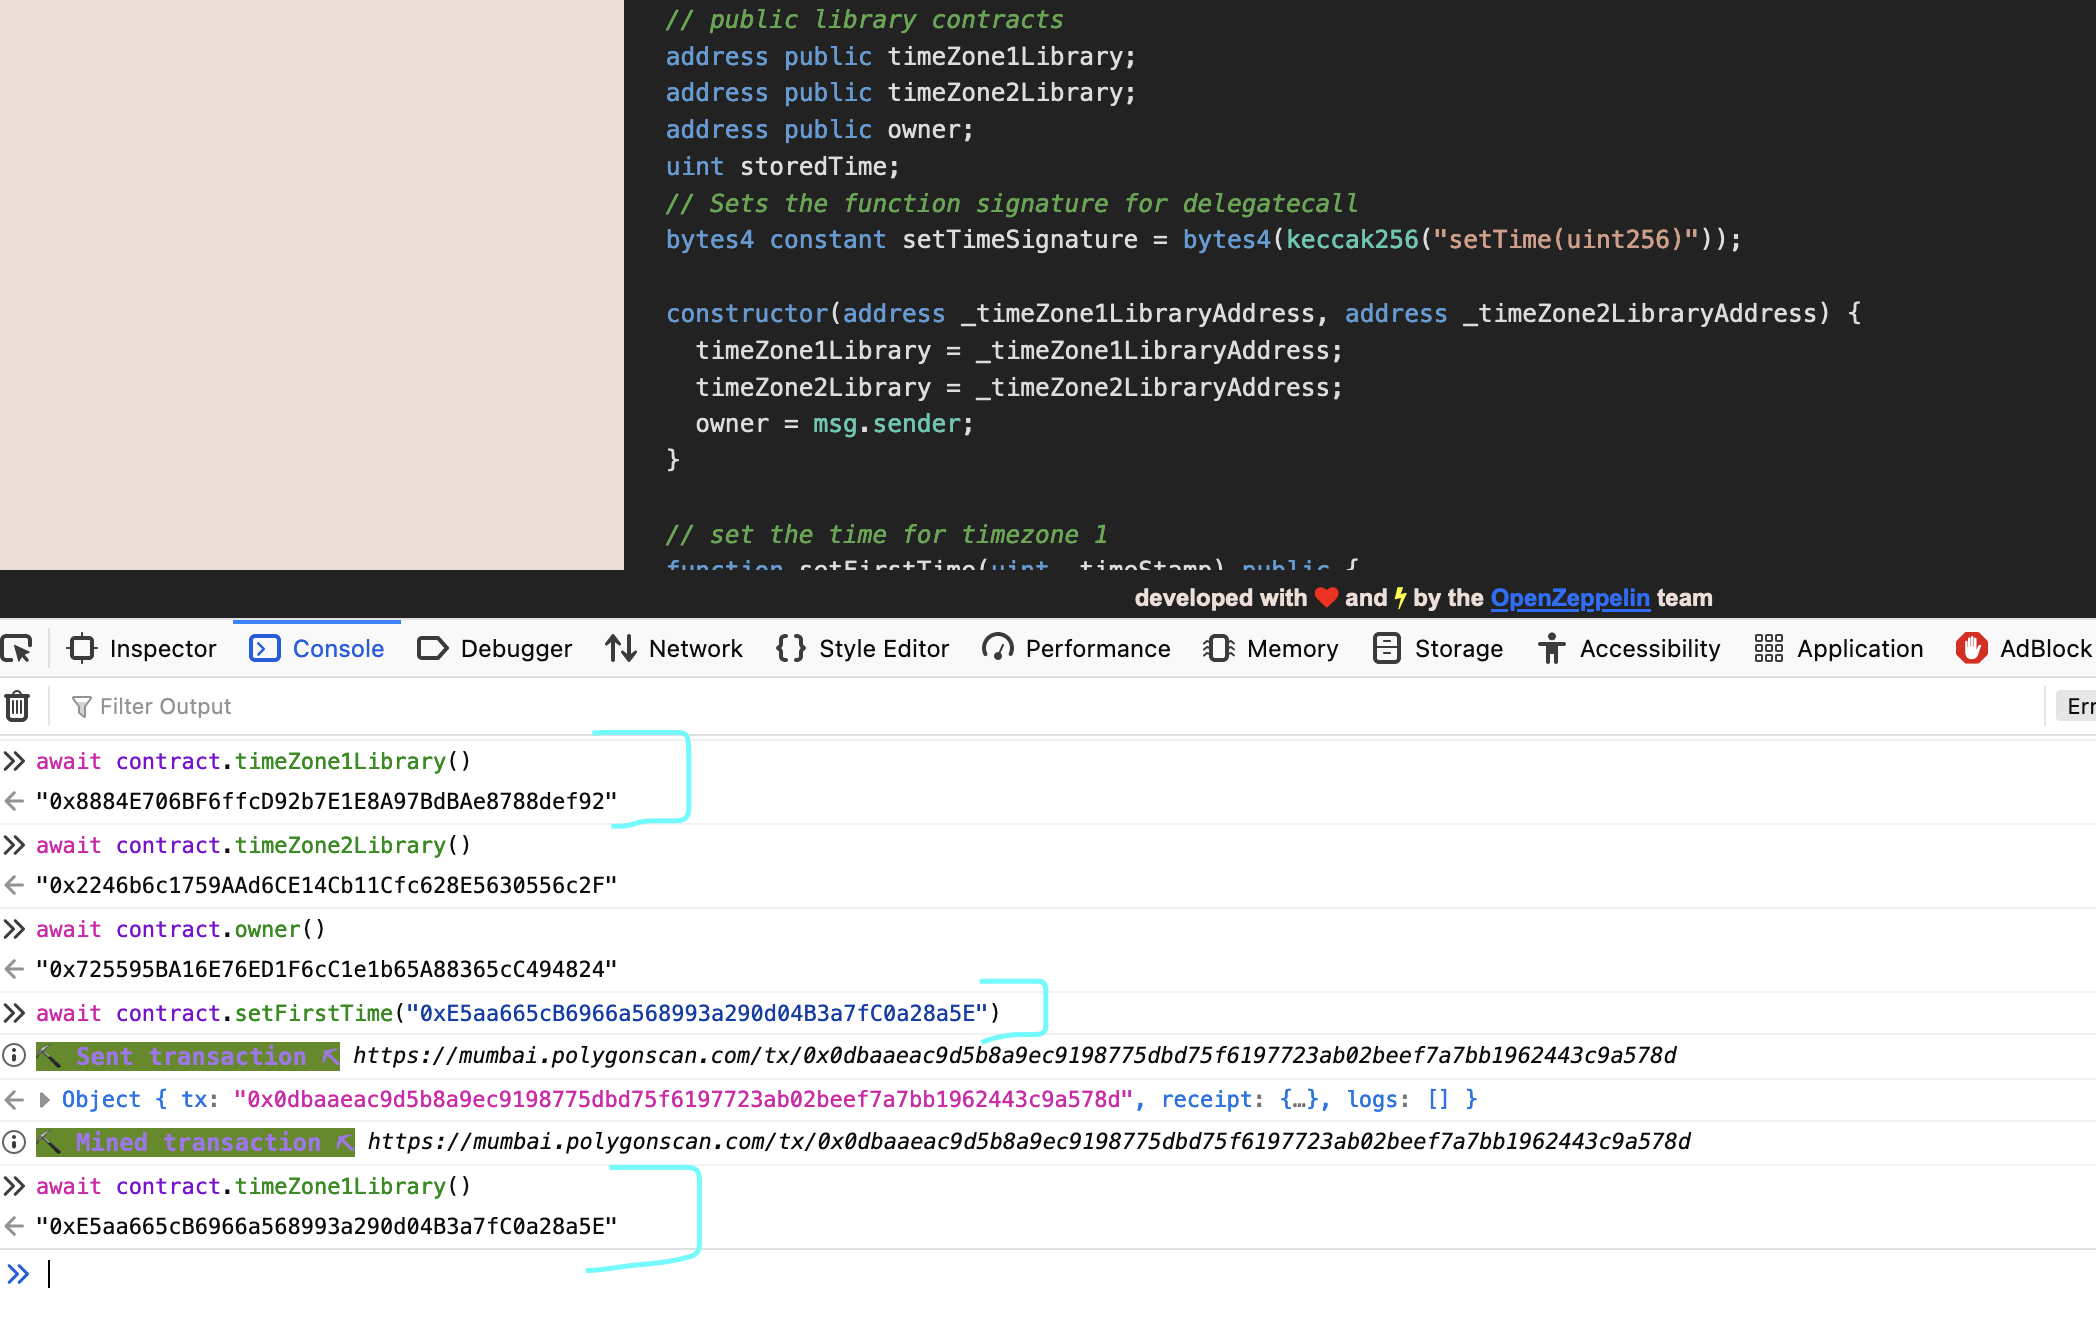 // public library contracts
address public timeZone1Library;
address public timeZone2Library;
address public owner;
uint storedTime;
// Sets the function signature for delegatecall
bytes4 constant setTimeSignature = bytes4(keccak256("setTime(uint256)"));
constructor(address _timeZone1LibraryAddress, address _timeZone2LibraryAddress) {
timeZone1Library = _timeZone1LibraryAddress;
timeZone2Library = _timeZone2LibraryAddress;
owner = msg.sender;
}
// set the time for timezone 1
function setFirstTime(uint _timeStamp) public {
developed with ❤️ and ⚡ by the OpenZeppelin team
Inspector Console Debugger Network Style Editor Performance Memory Storage Accessibility Application AdBlock
Filter Output Err
>> await contract.timeZone1Library()
← "0x8884E706BF6ffcD92b7E1E8A97BdBAe8788def92"
>> await contract.timeZone2Library()
← "0x2246b6c1759AAd6CE14Cb11Cfc628E5630556c2F"
>> await contract.owner()
← "0x725595BA16E76ED1F6cC1e1b65A88365cC494824"
>> await contract.setFirstTime("0xE5aa665cB6966a568993a290d04B3a7fC0a28a5E")
Sent transaction ↖ https://mumbai.polygonscan.com/tx/0x0dbaaeac9d5b8a9ec9198775dbd75f6197723ab02beef7a7bb1962443c9a578d
← ▶ Object { tx: "0x0dbaaeac9d5b8a9ec9198775dbd75f6197723ab02beef7a7bb1962443c9a578d", receipt: {…}, logs: [] }
Mined transaction ↖ https://mumbai.polygonscan.com/tx/0x0dbaaeac9d5b8a9ec9198775dbd75f6197723ab02beef7a7bb1962443c9a578d
>> await contract.timeZone1Library()
← "0xE5aa665cB6966a568993a290d04B3a7fC0a28a5E"
>>